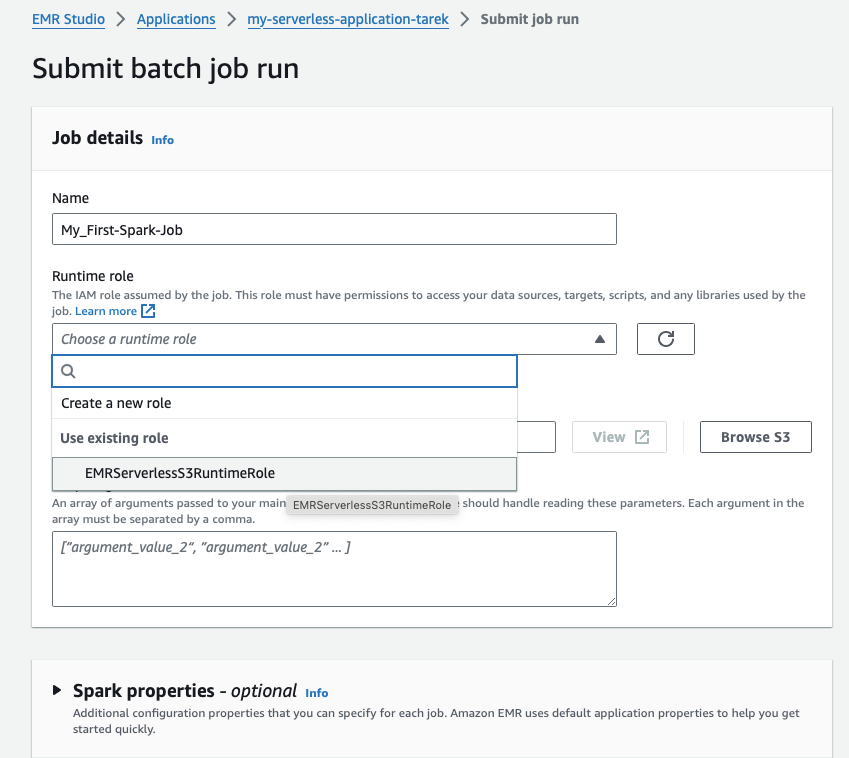 EMR Studio > Applications > my-serverless-application-tarek > Submit job run
Submit batch job run
Job details Info
Name
My_First-Spark-Job
Runtime role
The IAM role assumed by the job. This role must have permissions to access your data sources, targets, scripts, and any libraries used by the
job. Learn more
Choose a runtime role
Create a new role
Use existing role
View
Browse S3
EMRServerlessS3RuntimeRole
An array of arguments passed to your main
EMRServerlessS3RuntimeRole
should handle reading these parameters. Each argument in the
array must be separated by a comma.
["argument_value_2", "argument_value_2" ... ]
Spark properties - optional Info
Additional configuration properties that you can specify for each job. Amazon EMR uses default application properties to help you get
started quickly.